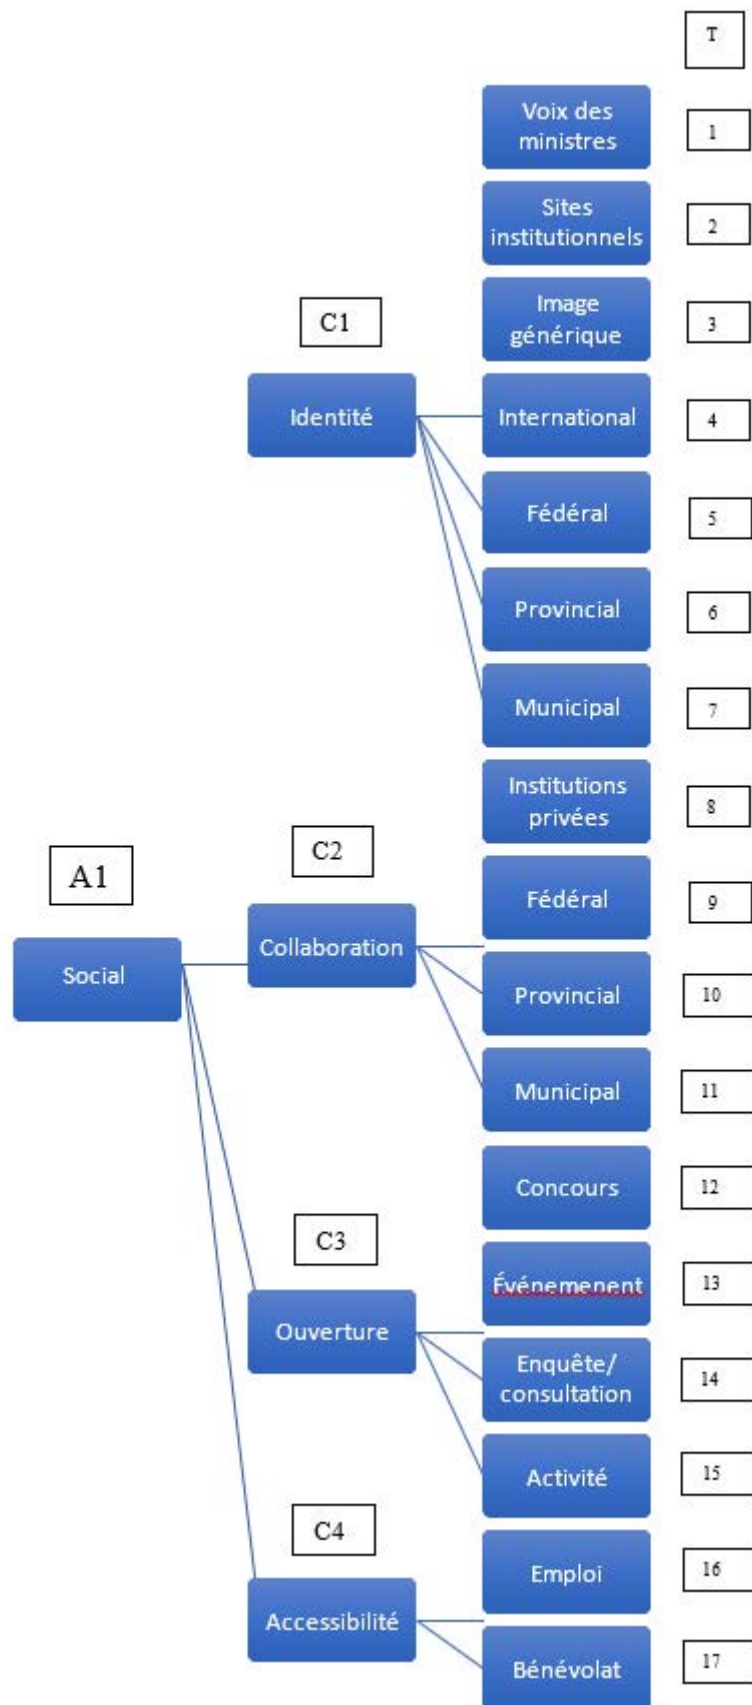 T
Voix des
ministres
1
Sites
institutionnels
2
Image
générique
3
C1
Identité
International
4
Fédéral
5
Provincial
6
Municipal
7
Institutions
privées
8
C2
A1
Collaboration
Fédéral
9
Social
Provincial
10
Municipal
11
Concours
12
C3
Événemenent
13
Ouverture
Enquête/
consultation
14
Activité
15
C4
Emploi
16
Accessibilité
Bénévolat
17